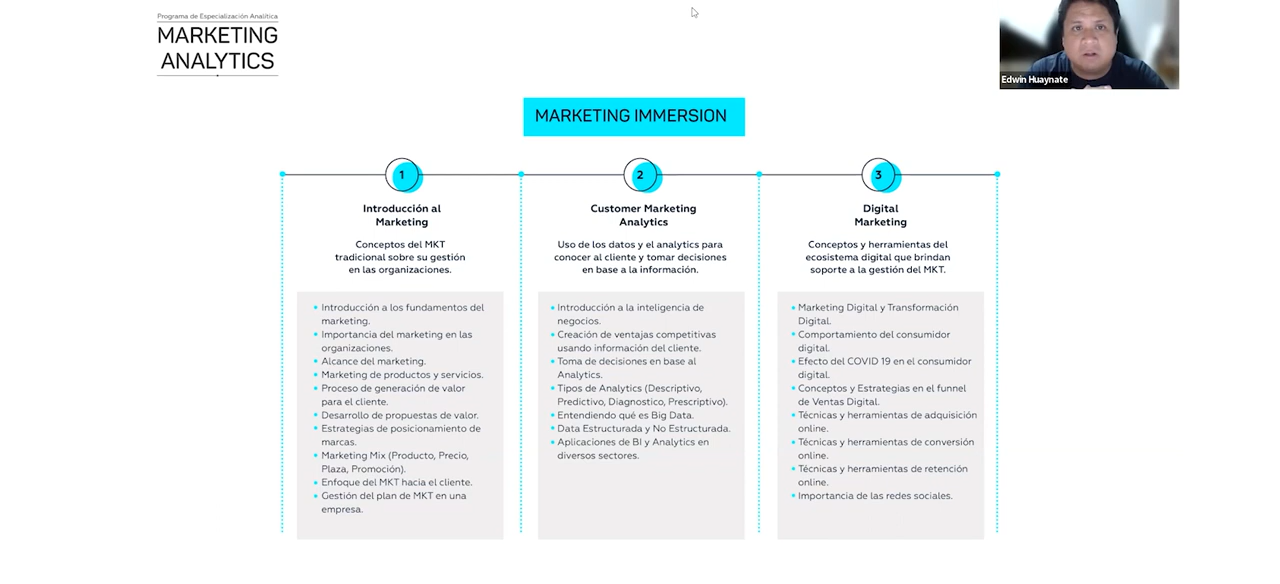 Programa de Especialización Analítica
MARKETING
ANALYTICS
Edwin Huaynate
MARKETING IMMERSION
1
Introducción al
Marketing
Conceptos del MKT
tradicional sobre su gestión
en las organizaciones.
Introducción a los fundamentos del
marketing.
Importancia del marketing en las
organizaciones.
Alcance del marketing.
Marketing de productos y servicios.
Proceso de generación de valor
para el cliente.
Desarrollo de propuestas de valor.
Estrategias de posicionamiento de
marcas.
Marketing Mix (Producto, Precio,
Plaza, Promoción).
Enfoque del MKT hacia el cliente.
Gestión del plan de MKT en una
empresa.
2
Customer Marketing
Analytics
Uso de los datos y el analytics para
conocer al cliente y tomar decisiones
en base a la información.
Introducción a la inteligencia de
negocios.
Creación de ventajas competitivas
usando información del cliente.
Toma de decisiones en base al
Analytics.
Tipos de Analytics (Descriptivo,
Predictivo, Diagnostico, Prescriptivo).
Entendiendo qué es Big Data.
Data Estructurada y No Estructurada.
Aplicaciones de BI y Analytics en
diversos sectores.
3
Digital
Marketing
Conceptos y herramientas del
ecosistema digital que brindan
soporte a la gestión del MKT.
Marketing Digital y Transformación
Digital.
Comportamiento del consumidor
digital.
Efecto del COVID 19 en el consumidor
digital.
Conceptos y Estrategias en el funnel
de Ventas Digital.
Técnicas y herramientas de adquisición
online.
Técnicas y herramientas de conversión
online.
Técnicas y herramientas de retención
online.
Importancia de las redes sociales.